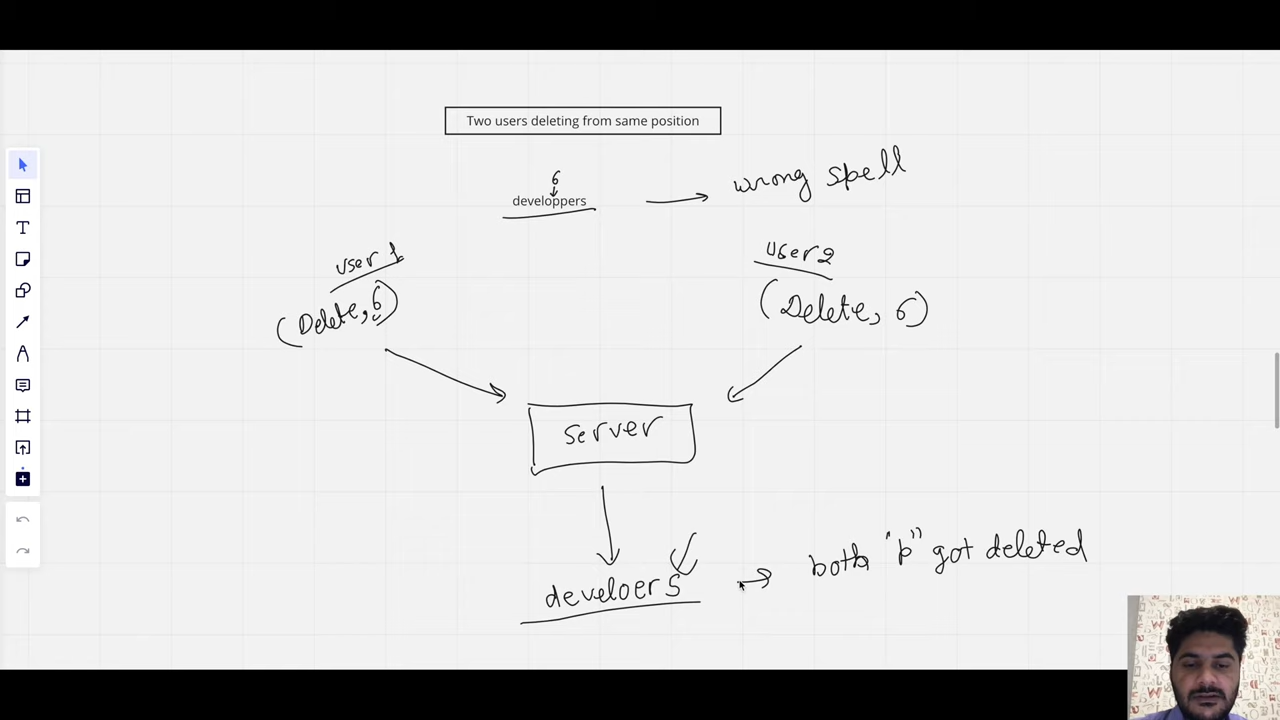 Two users deleting from same position
6
developpers
wrong spell
user 1
(Delete, 6)
User 2
(Delete, 6)
server
develoers
both "p" got deleted